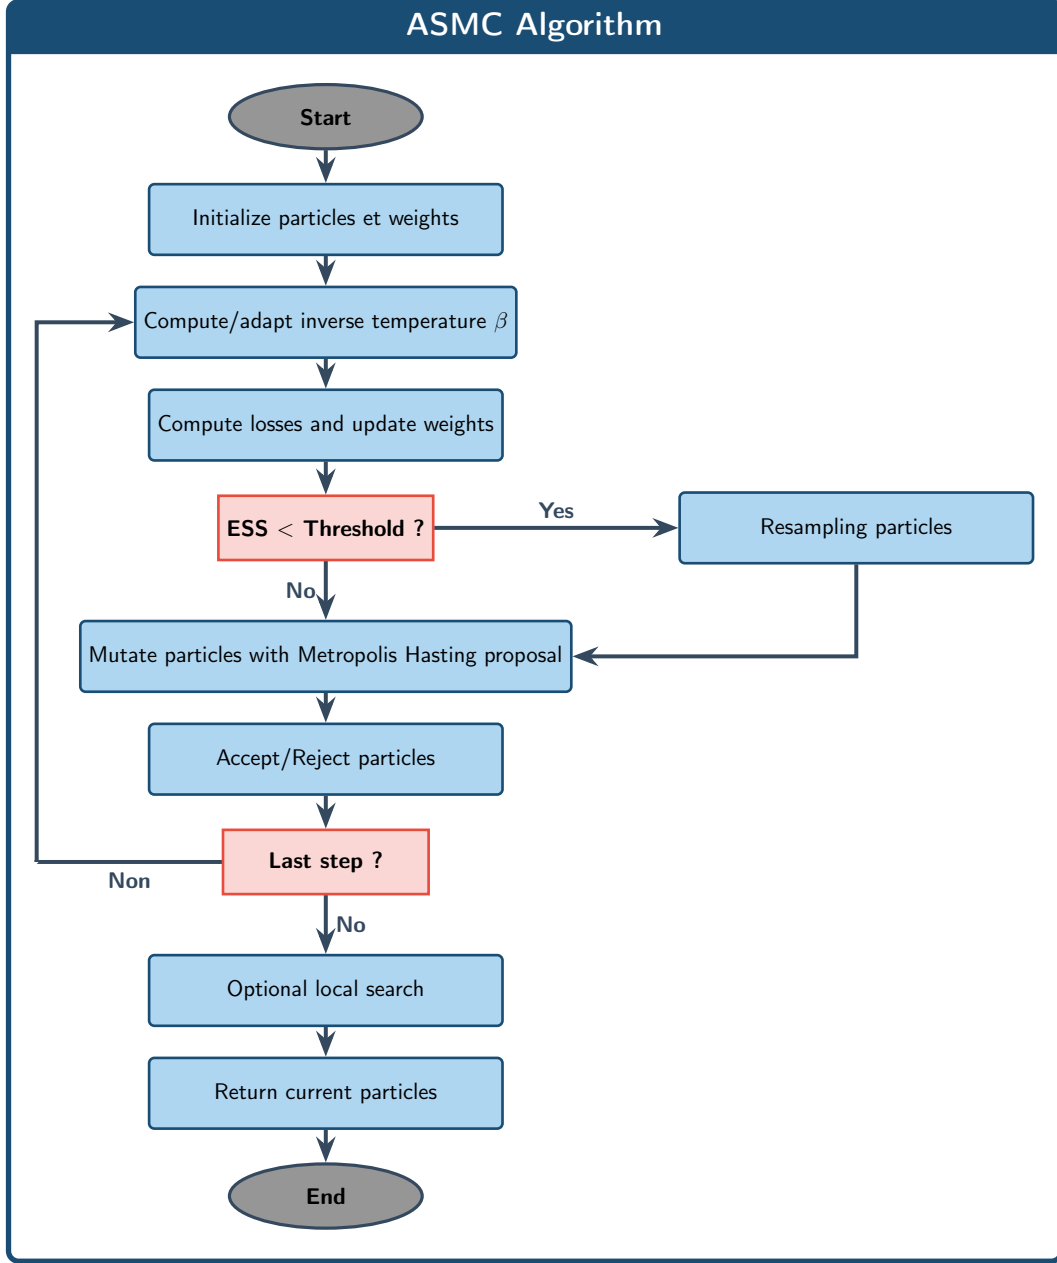 ASMC Algorithm
Start
Initialize particles et weights
Compute/adapt inverse temperature β
Compute losses and update weights
ESS < Threshold ?
Yes
Resampling particles
No
Mutate particles with Metropolis Hasting proposal
Accept/Reject particles
Last step ?
Non
No
Optional local search
Return current particles
End